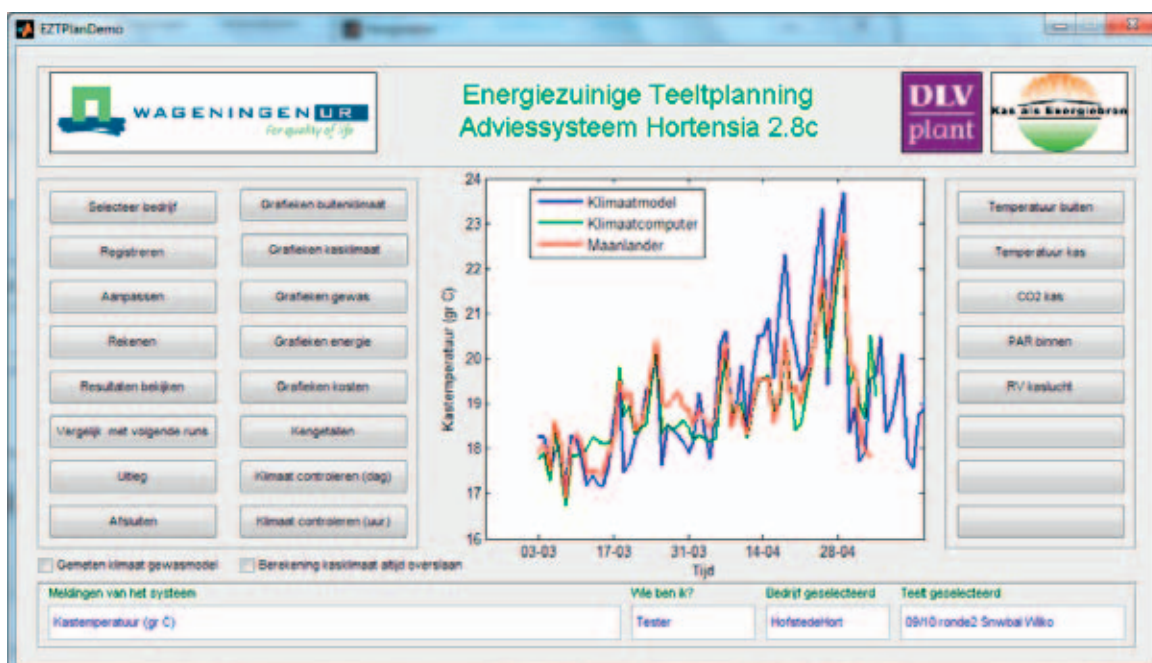 EZTPlanDemo
WAGENINGEN UR
For quality of life
Energiezuinige Teeltplanning
Adviessysteem Hortensia 2.8c
DLV
plant
Kas als Energiebron
Selecteer bedrijf
Registreren
Aanpassen
Rekenen
Resultaten bekijken
Vergelijk met volgende runs
Uitleg
Afsluiten
Grafieken buitenklimaat
Grafieken kasklimaat
Grafieken gewas
Grafieken energie
Grafieken kosten
Kengetallen
Klimaat controleren (dag)
Klimaat controleren (uur)
Kastemperatuur (gr C)
24
23
22
21
20
19
18
17
16
Klimaatmodel
Klimaatcomputer
Maanlander
03-03 17-03 31-03 14-04 28-04
Tijd
Temperatuur buiten
Temperatuur kas
CO2 kas
PAR binnen
RV kaslucht
Gemeten klimaat gewasmodel
Berekening kasklimaat altijd overslaan
Meldingen van het systeem
Kastemperatuur (gr C)
Wie ben ik?
Tester
Bedrijf geselecteerd
HofstedeHort
Teelt geselecteerd
09/10 ronde2 Snwbal Wilko